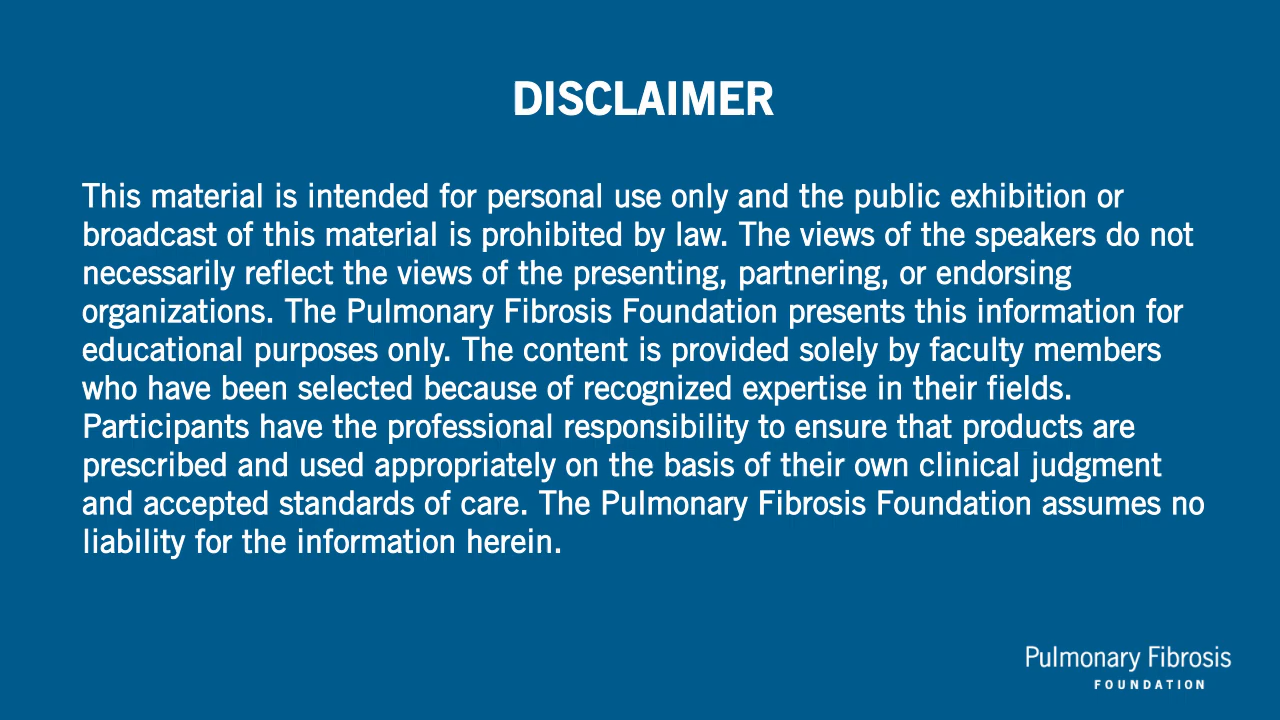 DISCLAIMER
This material is intended for personal use only and the public exhibition or
broadcast of this material is prohibited by law. The views of the speakers do not
necessarily reflect the views of the presenting, partnering, or endorsing
organizations. The Pulmonary Fibrosis Foundation presents this information for
educational purposes only. The content is provided solely by faculty members
who have been selected because of recognized expertise in their fields.
Participants have the professional responsibility to ensure that products are
prescribed and used appropriately on the basis of their own clinical judgment
and accepted standards of care. The Pulmonary Fibrosis Foundation assumes no
liability for the information herein.
Pulmonary Fibrosis
FOUNDATION